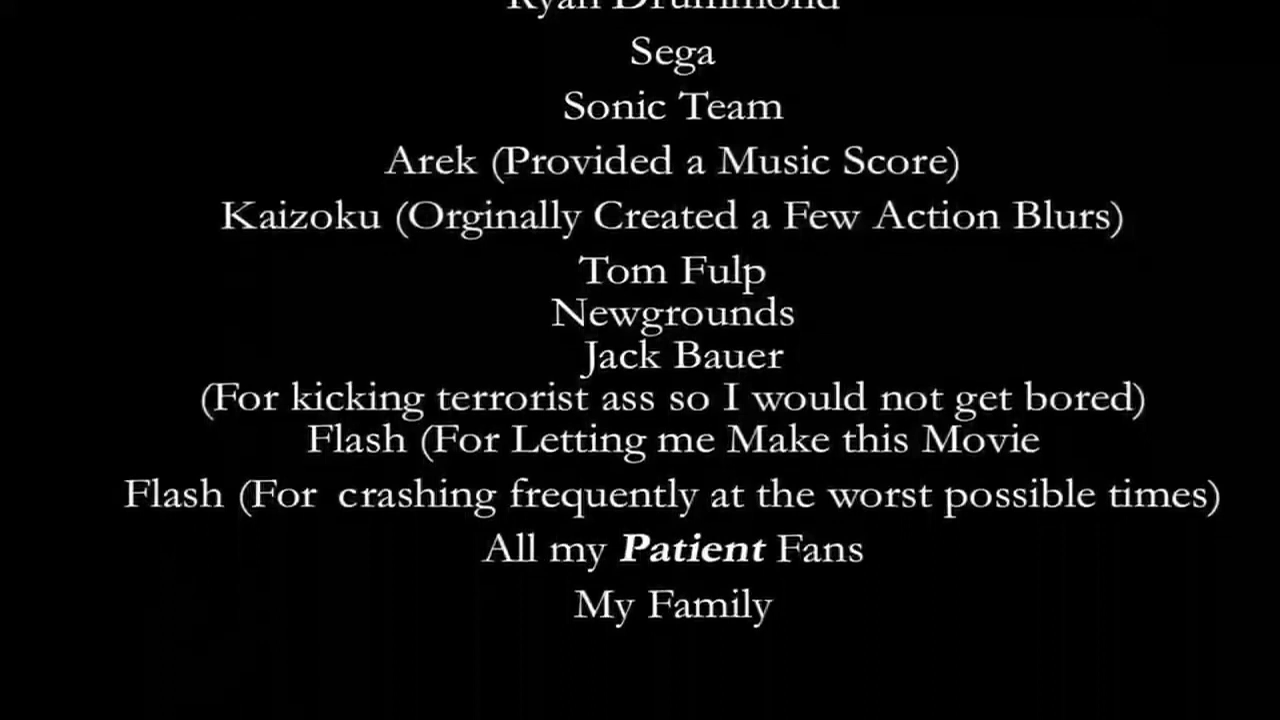 Ryan Drummond
Sega
Sonic Team
Arek (Provided a Music Score)
Kaizoku (Orginally Created a Few Action Blurs)
Tom Fulp
Newgrounds
Jack Bauer
(For kicking terrorist ass so I would not get bored)
Flash (For Letting me Make this Movie
Flash (For crashing frequently at the worst possible times)
All my Patient Fans
My Family